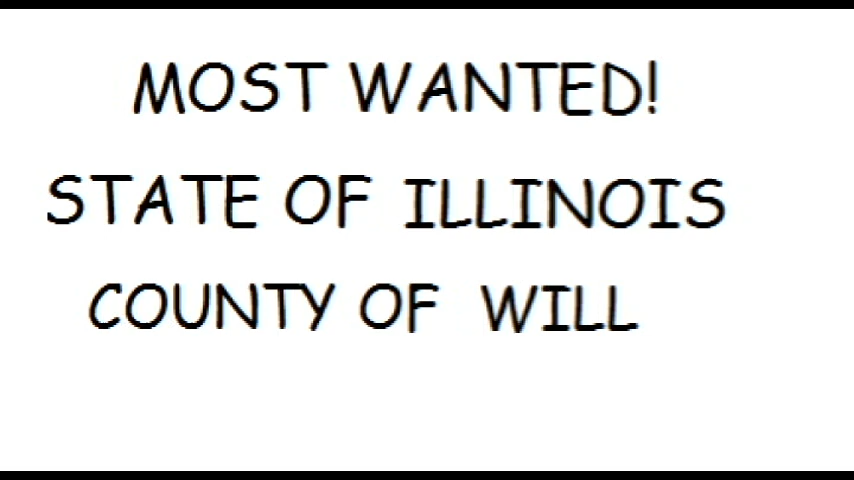 MOST WANTED!
STATE OF ILLINOIS
COUNTY OF WILL